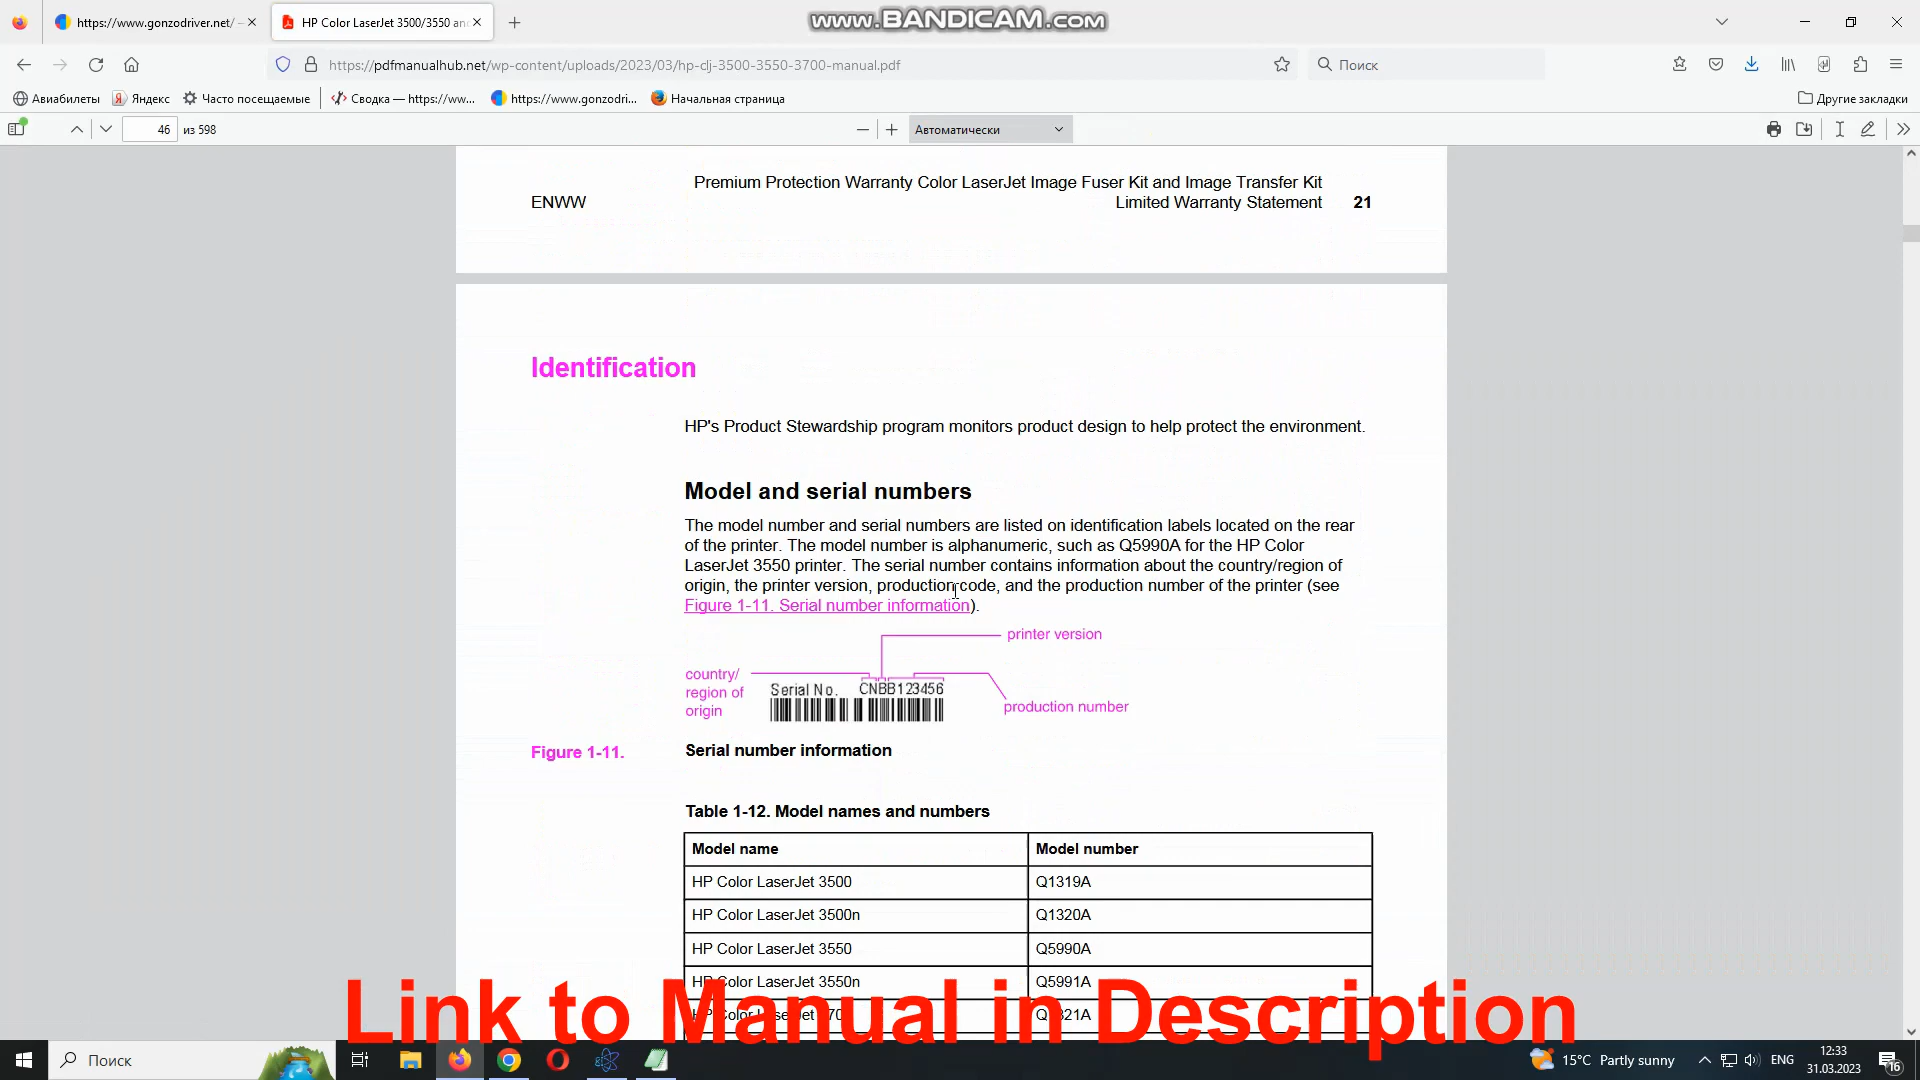 https://www.gonzodriver.net/ –
HP Color LaserJet 3500/3550 an
www.BANDICAM.com
https://pdfmanualhub.net/wp-content/uploads/2023/03/hp-clj-3500-3550-3700-manual.pdf
Поиск
Авиабилеты
Яндекс
Часто посещаемые
Сводка — https://ww...
https://www.gonzodri...
Начальная страница
Другие закладки
46 из 598
Автоматически
Premium Protection Warranty Color LaserJet Image Fuser Kit and Image Transfer Kit
ENWW Limited Warranty Statement 21
Identification
HP's Product Stewardship program monitors product design to help protect the environment.
Model and serial numbers
The model number and serial numbers are listed on identification labels located on the rear
of the printer. The model number is alphanumeric, such as Q5990A for the HP Color
LaserJet 3550 printer. The serial number contains information about the country/region of
origin, the printer version, production code, and the production number of the printer (see
Figure 1-11. Serial number information).
printer version
country/
region of
origin
Serial No. CNBB123456
production number
Figure 1-11. Serial number information
Table 1-12. Model names and numbers
Model name Model number
HP Color LaserJet 3500 Q1319A
HP Color LaserJet 3500n Q1320A
HP Color LaserJet 3550 Q5990A
HP Color LaserJet 3550n Q5991A
Link to Manual in Description
Поиск
15°C Partly sunny
ENG
12:33
31.03.2023
16